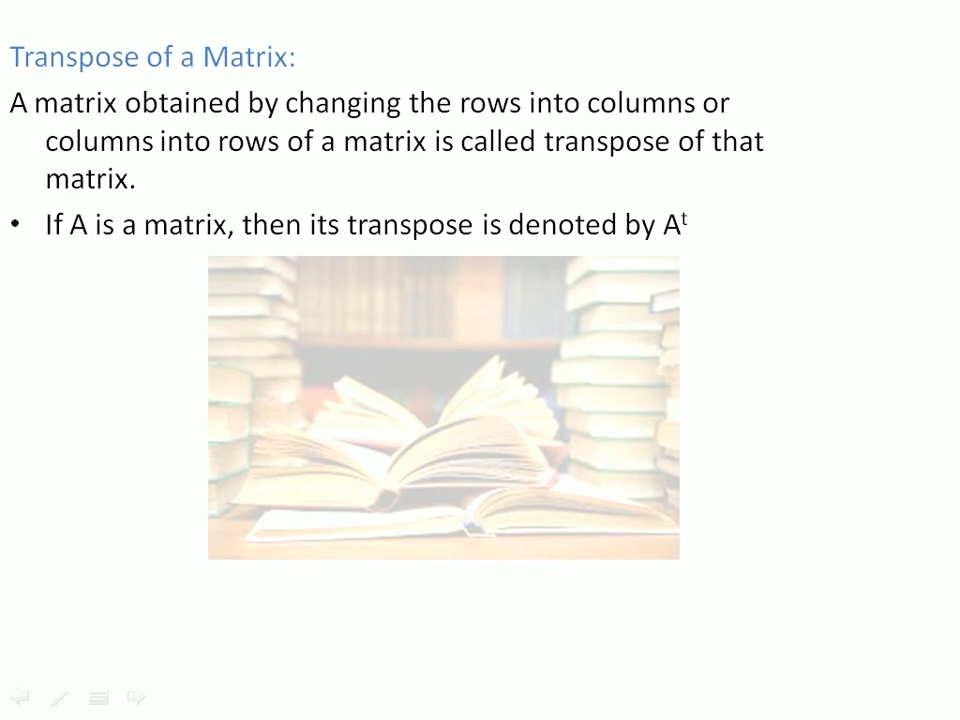 Transpose of a Matrix:
A matrix obtained by changing the rows into columns or
columns into rows of a matrix is called transpose of that
matrix.
• If A is a matrix, then its transpose is denoted by Aᵗ